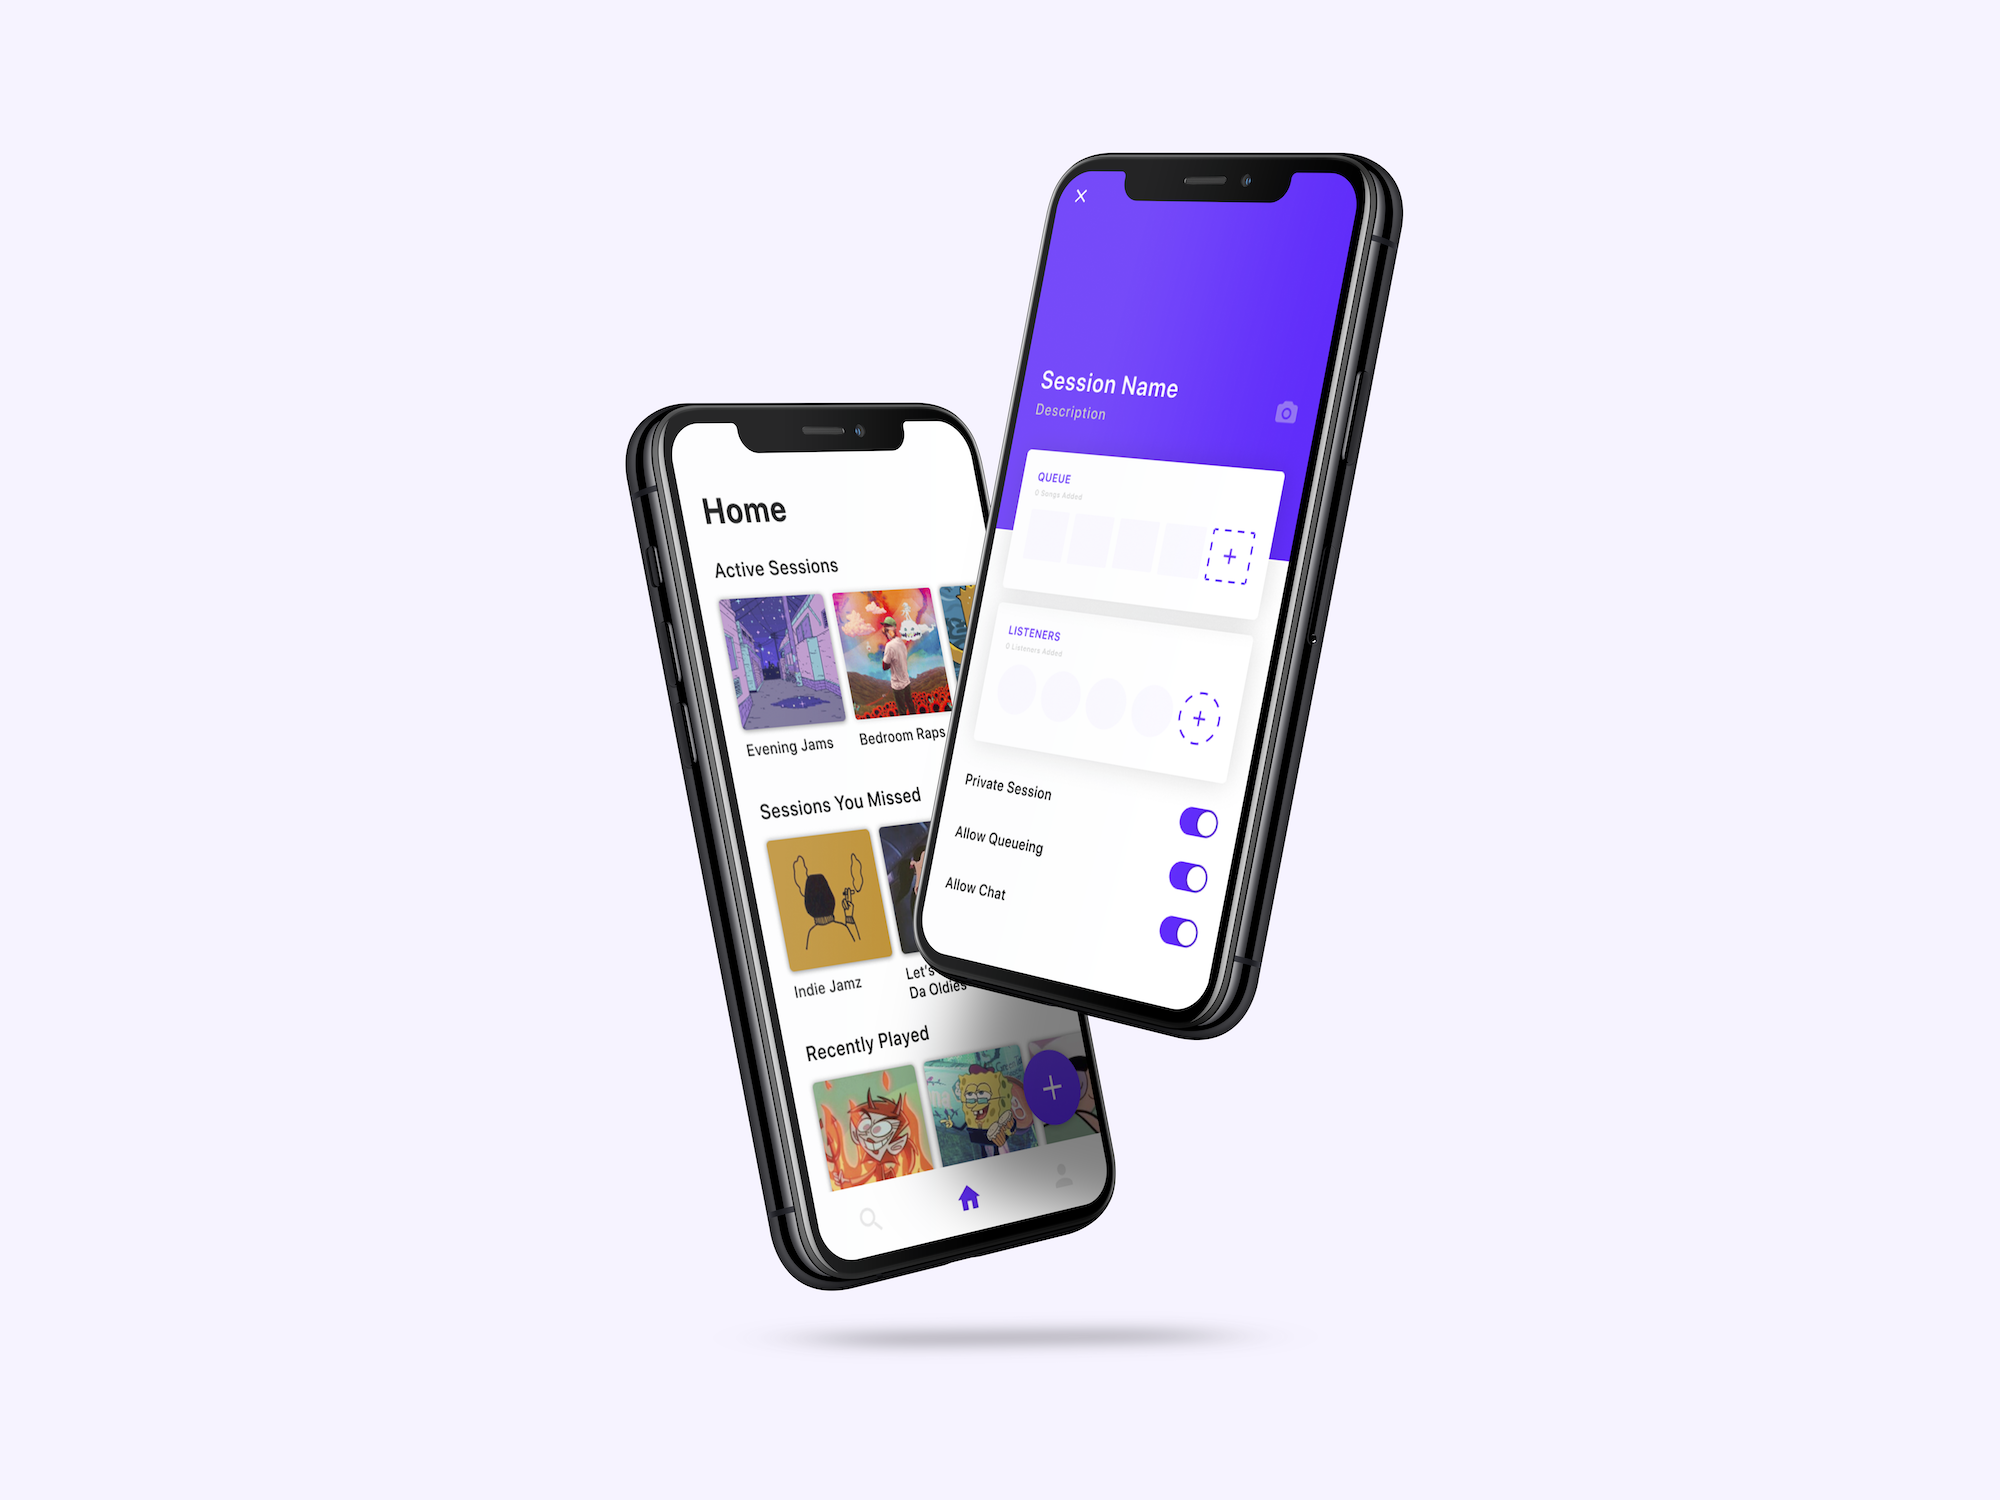 Home
Active Sessions
Evening Jams
Bedroom Raps
Sessions You Missed
Indie Jamz
Let's
Da Oldies
Recently Played
Session Name
Description
QUEUE
0 Songs Added
LISTENERS
0 Listeners Added
Private Session
Allow Queueing
Allow Chat